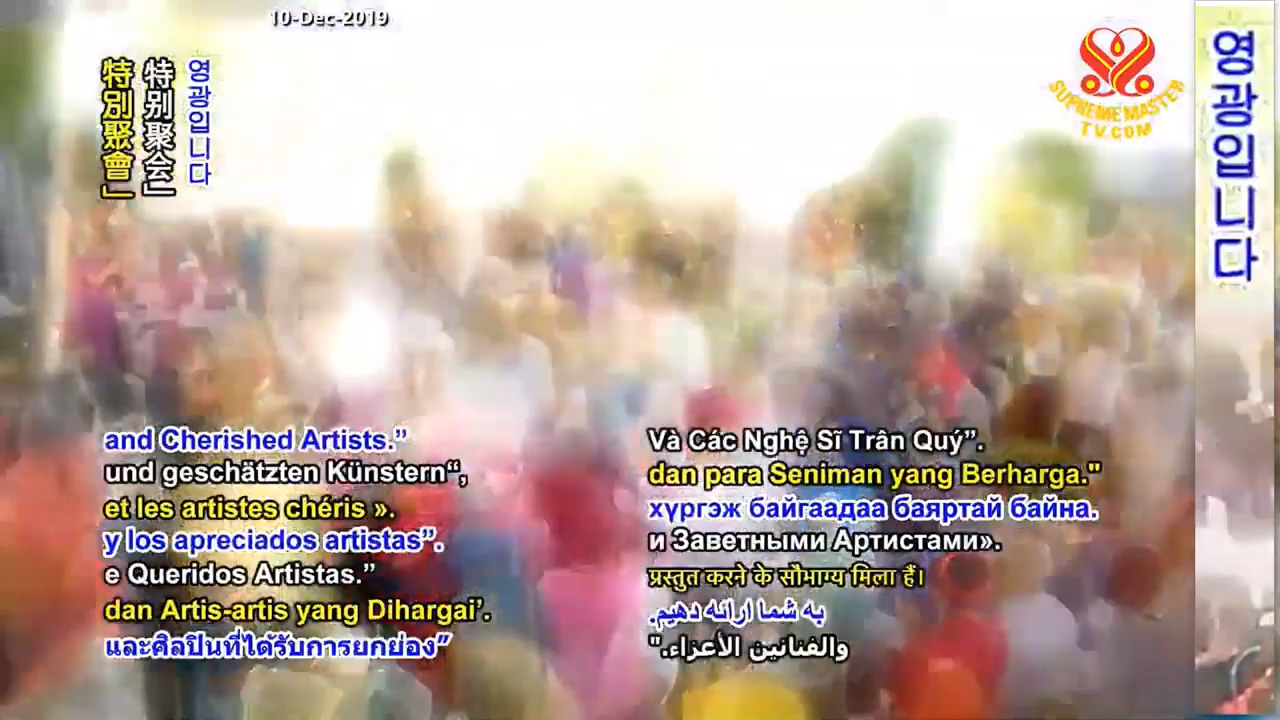 10-Dec-2019
SUPREME MASTER
TV.COM
영광입니다
特别聚会」
特別聚會」
영광입니다
and Cherished Artists.”
und geschätzten Künstern“,
et les artistes chéris ».
y los apreciados artistas”.
e Queridos Artistas.”
dan Artis-artis yang Dihargai’.
และศิลปินที่ได้รับการยกย่อง”
Và Các Nghệ Sĩ Trân Quý”.
dan para Seniman yang Berharga."
хүргэж байгаадаа баяртай байна.
и Заветными Артистами».
प्रस्तुत करने के सौभाग्य मिला हैं।
به شما ارائه دهیم.
والفنانين الأعزاء."